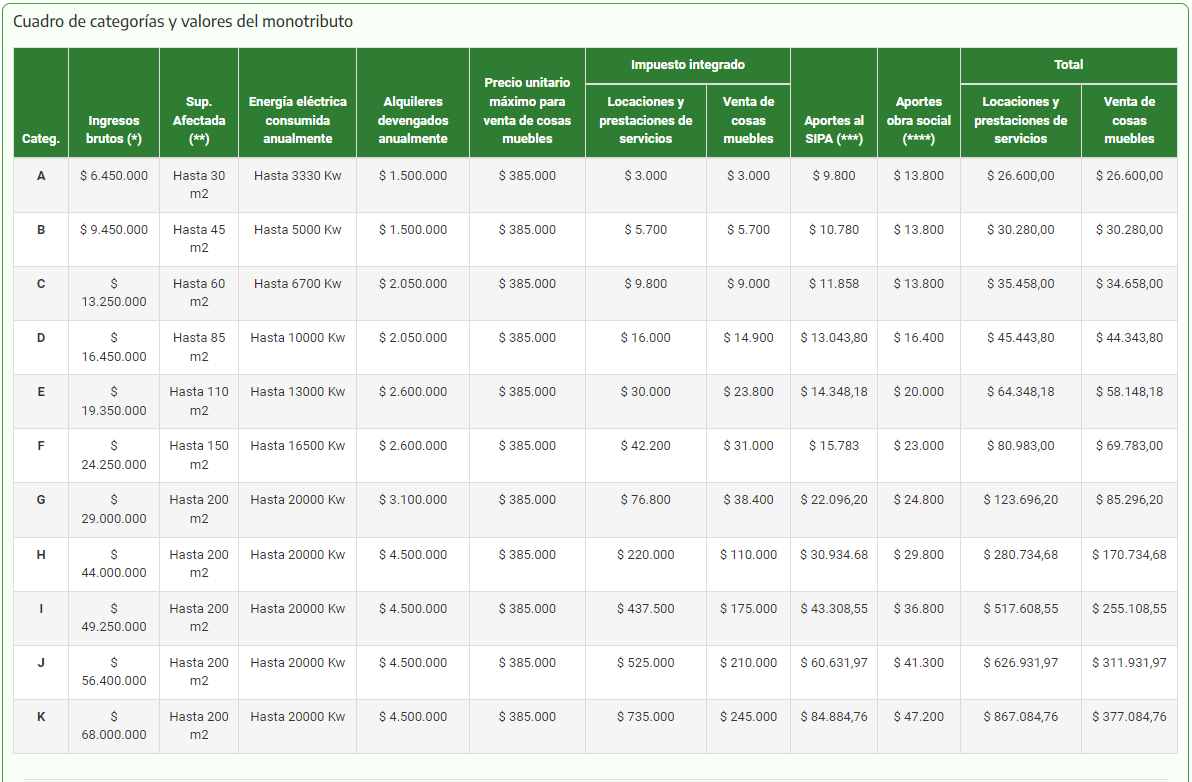 Cuadro de categorías y valores del monotributo
Categ. Ingresos brutos (*) Sup. Afectada (**) Energía eléctrica consumida anualmente Alquileres devengados anualmente Precio unitario máximo para venta de cosas muebles Impuesto integrado Locaciones y prestaciones de servicios Venta de cosas muebles Aportes al SIPA (***) Aportes obra social (****) Total Locaciones y prestaciones de servicios Venta de cosas muebles
A $ 6.450.000 Hasta 30 m2 Hasta 3330 Kw $ 1.500.000 $ 385.000 $ 3.000 $ 3.000 $ 9.800 $ 13.800 $ 26.600,00 $ 26.600,00
B $ 9.450.000 Hasta 45 m2 Hasta 5000 Kw $ 1.500.000 $ 385.000 $ 5.700 $ 5.700 $ 10.780 $ 13.800 $ 30.280,00 $ 30.280,00
C $ 13.250.000 Hasta 60 m2 Hasta 6700 Kw $ 2.050.000 $ 385.000 $ 9.800 $ 9.000 $ 11.858 $ 13.800 $ 35.458,00 $ 34.658,00
D $ 16.450.000 Hasta 85 m2 Hasta 10000 Kw $ 2.050.000 $ 385.000 $ 16.000 $ 14.900 $ 13.043,80 $ 16.400 $ 45.443,80 $ 44.343,80
E $ 19.350.000 Hasta 110 m2 Hasta 13000 Kw $ 2.600.000 $ 385.000 $ 30.000 $ 23.800 $ 14.348,18 $ 20.000 $ 64.348,18 $ 58.148,18
F $ 24.250.000 Hasta 150 m2 Hasta 16500 Kw $ 2.600.000 $ 385.000 $ 42.200 $ 31.000 $ 15.783 $ 23.000 $ 80.983,00 $ 69.783,00
G $ 29.000.000 Hasta 200 m2 Hasta 20000 Kw $ 3.100.000 $ 385.000 $ 76.800 $ 38.400 $ 22.096,20 $ 24.800 $ 123.696,20 $ 85.296,20
H $ 44.000.000 Hasta 200 m2 Hasta 20000 Kw $ 4.500.000 $ 385.000 $ 220.000 $ 110.000 $ 30.934.68 $ 29.800 $ 280.734,68 $ 170.734,68
I $ 49.250.000 Hasta 200 m2 Hasta 20000 Kw $ 4.500.000 $ 385.000 $ 437.500 $ 175.000 $ 43.308,55 $ 36.800 $ 517.608,55 $ 255.108,55
J $ 56.400.000 Hasta 200 m2 Hasta 20000 Kw $ 4.500.000 $ 385.000 $ 525.000 $ 210.000 $ 60.631,97 $ 41.300 $ 626.931,97 $ 311.931,97
K $ 68.000.000 Hasta 200 m2 Hasta 20000 Kw $ 4.500.000 $ 385.000 $ 735.000 $ 245.000 $ 84.884,76 $ 47.200 $ 867.084,76 $ 377.084,76